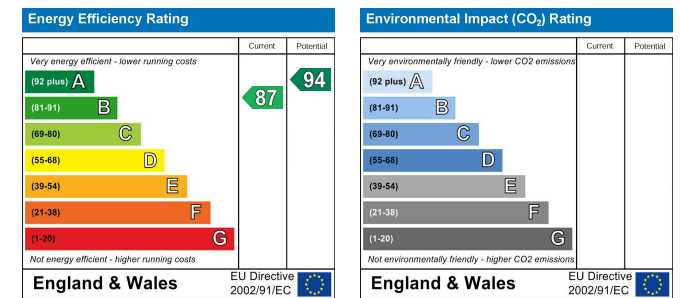 Energy Efficiency Rating
Current Potential
Very energy efficient - lower running costs
(92 plus) A
94
(81-91) B
87
(69-80) C
(55-68) D
(39-54) E
(21-38) F
(1-20) G
Not energy efficient - higher running costs
England & Wales
EU Directive
2002/91/EC
Environmental Impact (CO₂) Rating
Current Potential
Very environmentally friendly - lower CO2 emissions
(92 plus) A
(81-91) B
(69-80) C
(55-68) D
(39-54) E
(21-38) F
(1-20) G
Not environmentally friendly - higher CO2 emissions
England & Wales
EU Directive
2002/91/EC